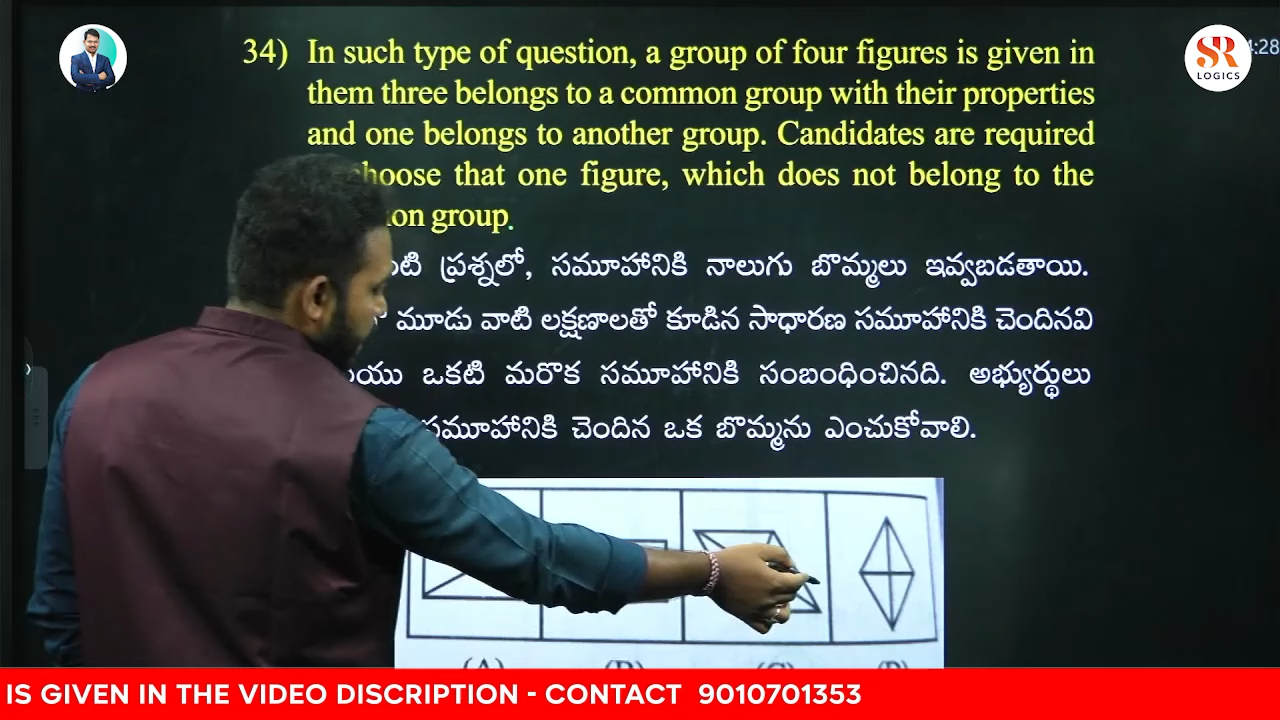 34) In such type of question, a group of four figures is given in
them three belongs to a common group with their properties
and one belongs to another group. Candidates are required
that one figure, which does not belong to the
group.
ప్రశ్నలో, సమూహానికి నాలుగు బొమ్మలు ఇవ్వబడతాయి.
మూడు వాటి లక్షణాలతో కూడిన సాధారణ సమూహానికి చెందినవి
ఒకటి మరొక సమూహానికి సంబంధించినది. అభ్యర్థులు
సమూహానికి చెందిన ఒక బొమ్మను ఎంచుకోవాలి.
SR
LOGICS
4:28
IS GIVEN IN THE VIDEO DISCRIPTION - CONTACT 9010701353